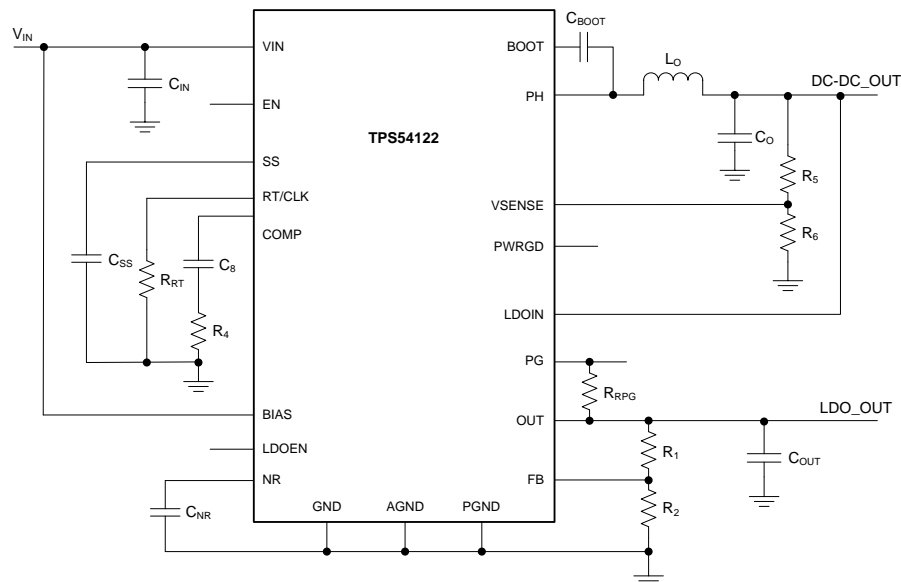 V_IN
VIN
BOOT
C_BOOT
L_O
DC-DC_OUT
C_IN
EN
PH
TPS54122
C_O
R_5
SS
RT/CLK
VSENSE
COMP
R_6
PWRGD
C_SS
R_RT
C_8
R_4
LDOIN
PG
R_RPG
BIAS
OUT
LDO_OUT
LDOEN
R_1
C_OUT
NR
FB
C_NR
GND
AGND
PGND
R_2